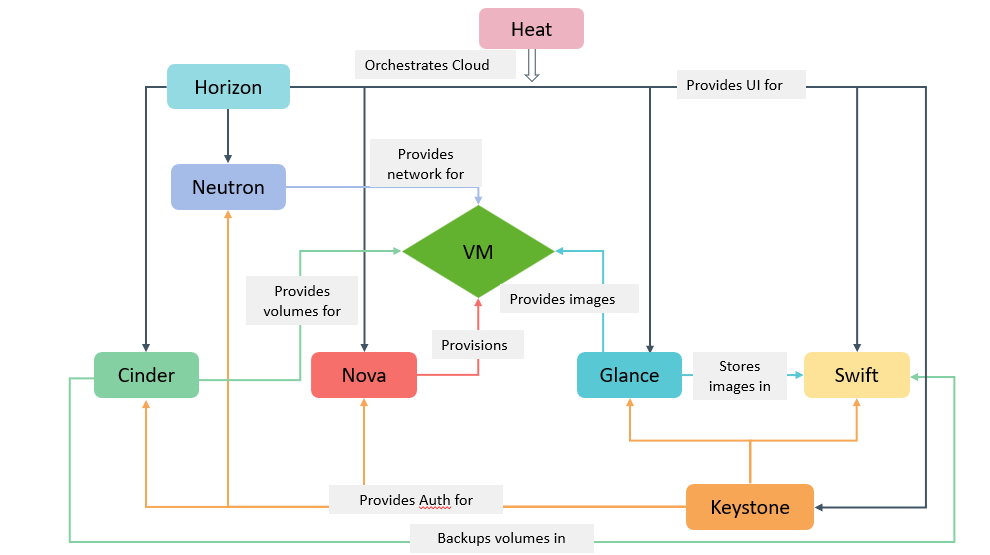 Heat
Orchestrates Cloud
Horizon
Provides UI for
Provides
network for
Neutron
VM
Provides
volumes for
Provides images
Provisions
Cinder
Nova
Glance
Stores
images in
Swift
Provides Auth for
Keystone
Backups volumes in